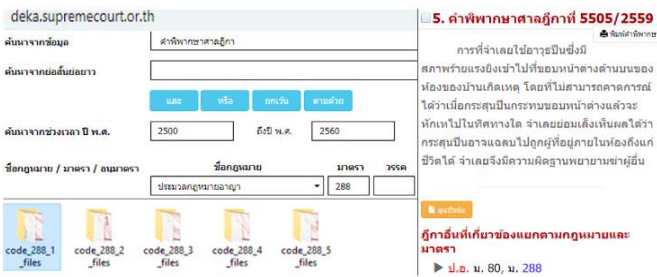 deka.supremecourt.or.th
ค้นหาจากข้อมูล
คำพิพากษาศาลฎีกา
ค้นหาจากย่อสั้นย่อยาว
และ
หรือ
ยกเว้น
ตามด้วย
ค้นหาจากช่วงเวลา ปี พ.ศ.
2500
ถึงปี พ.ศ.
2560
ชื่อกฎหมาย / มาตรา / อนุมาตรา
ชื่อกฎหมาย
มาตรา
วรรค
ประมวลกฎหมายอาญา
288
code_288_1
_files
code_288_2
_files
code_288_3
_files
code_288_4
_files
code_288_5
_files
5. คำพิพากษาศาลฎีกาที่ 5505/2559
การที่จำเลยใช้อาวุธปืนซึ่งมี
สภาพร้ายแรงยิงเข้าไปที่ขอบหน้าต่างด้านบนของ
ห้องของบ้านเกิดเหตุ โดยที่ไม่สามารถคาดการณ์
ได้ว่าเมื่อกระสุนปืนกระทบขอบหน้าต่างแล้วจะ
หักเหไปในทิศทางใด จำเลยย่อมเล็งเห็นผลได้ว่า
กระสุนปืนอาจแฉลบไปถูกผู้ที่อยู่ภายในห้องถึงแก่
ชีวิตได้ จำเลยจึงมีความผิดฐานพยายามฆ่าผู้อื่น
ฎีกาอื่นที่เกี่ยวข้องแยกตามกฎหมายและ
มาตรา
ป.อ. ม. 80, ม. 288